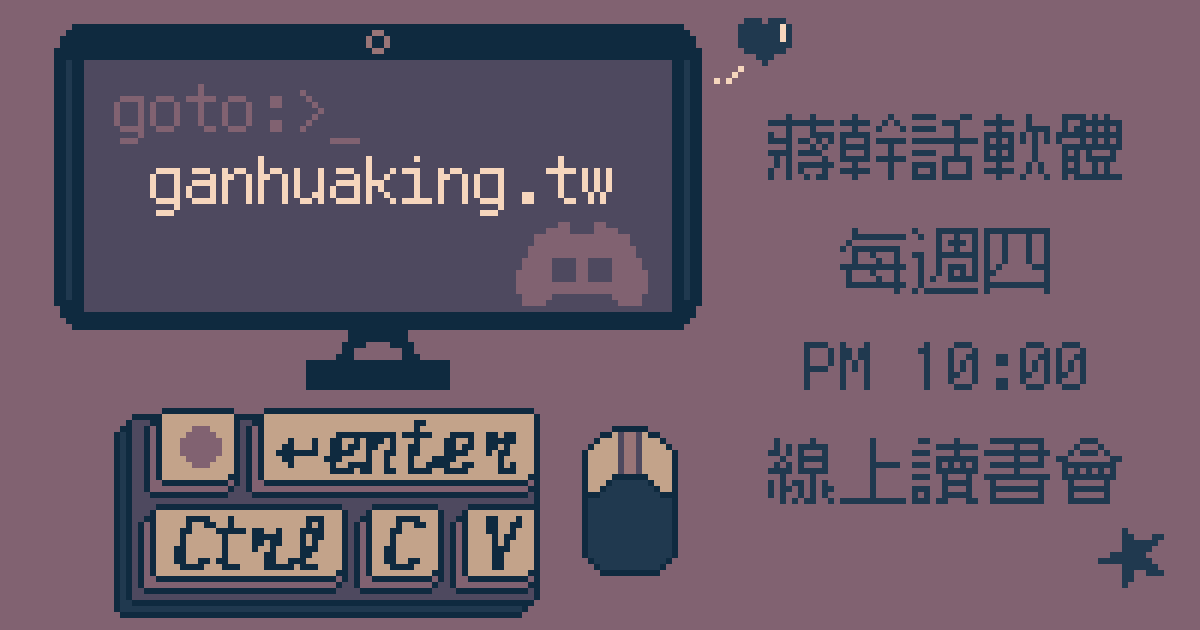 goto:>_
ganhuaking.tw
蔣幹話軟體
每週四
PM 10:00
線上讀書會
←enter
Ctrl C V